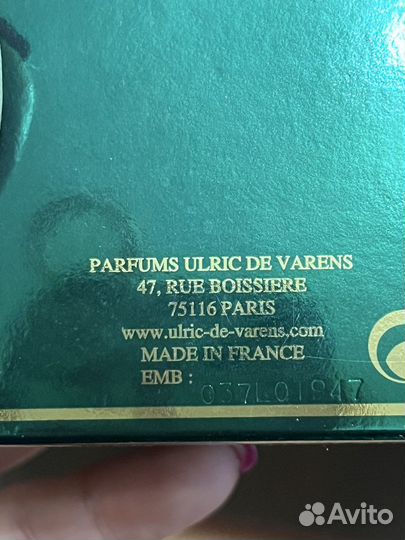 PARFUMS ULRIC DE VARENS
47, RUE BOISSIERE
75116 PARIS
www.ulric-de-varens.com
MADE IN FRANCE
EMB :
Avito